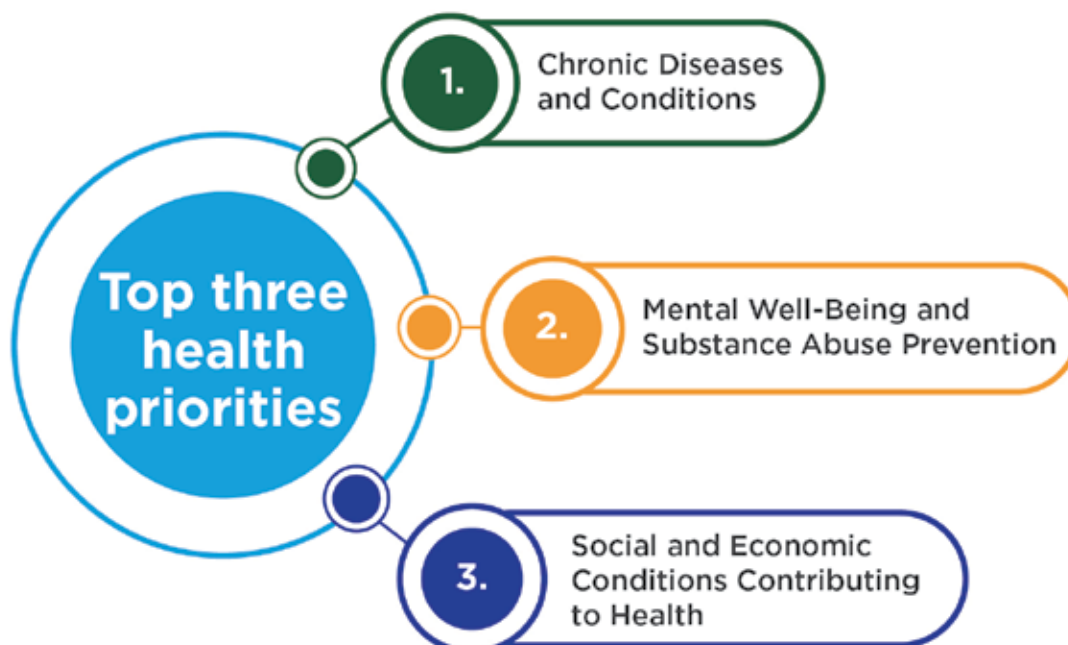 Top three
health
priorities
1.
Chronic Diseases
and Conditions
2.
Mental Well-Being and
Substance Abuse Prevention
3.
Social and Economic
Conditions Contributing
to Health